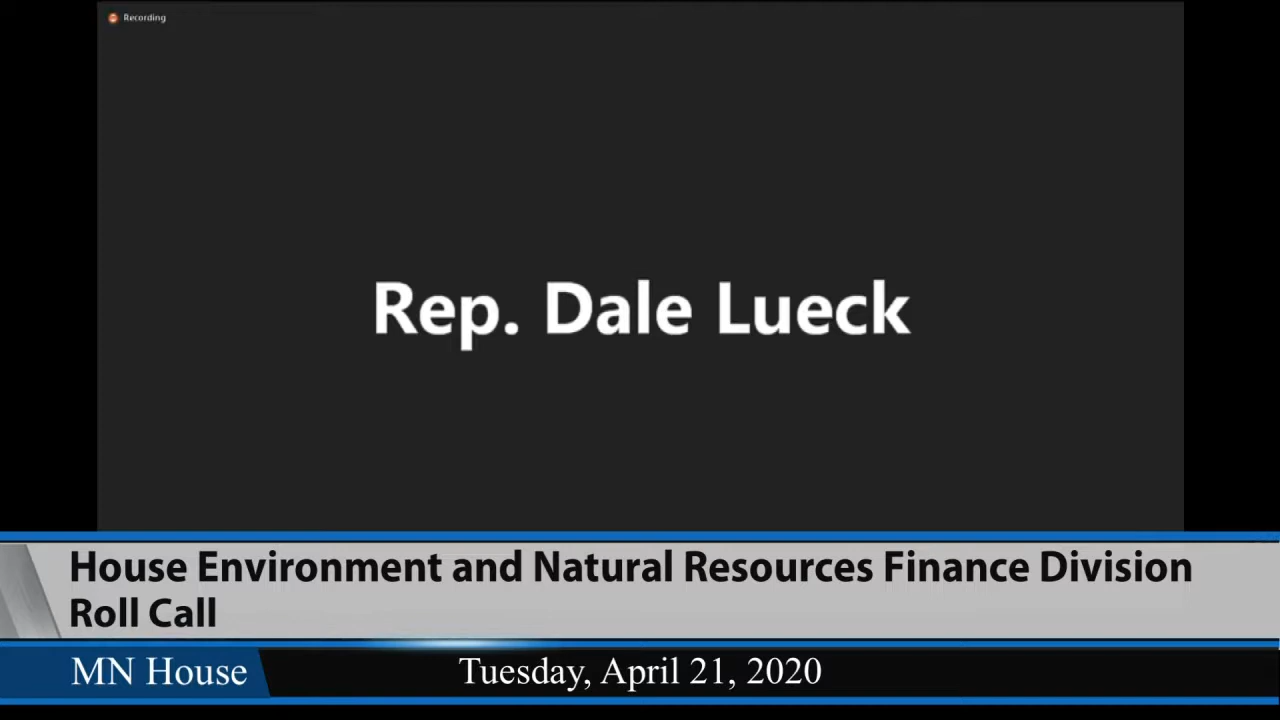 Recording
Rep. Dale Lueck
House Environment and Natural Resources Finance Division
Roll Call
MN House
Tuesday, April 21, 2020